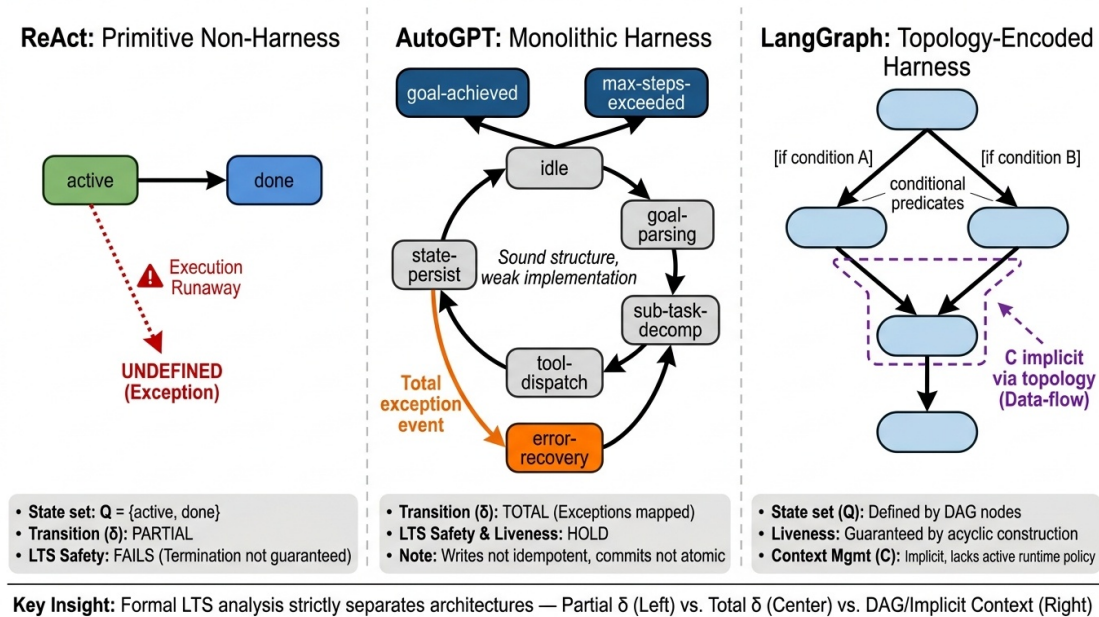 ReAct: Primitive Non-Harness
active
done
Execution
Runaway
UNDEFINED
(Exception)
• State set: Q = {active, done}
• Transition (δ): PARTIAL
• LTS Safety: FAILS (Termination not guaranteed)
AutoGPT: Monolithic Harness
goal-achieved
max-steps-
exceeded
idle
goal-
parsing
state-
persist
Sound structure,
weak implementation
sub-task-
decomp
tool-
dispatch
Total
exception
event
error-
recovery
• Transition (δ): TOTAL (Exceptions mapped)
• LTS Safety & Liveness: HOLD
• Note: Writes not idempotent, commits not atomic
LangGraph: Topology-Encoded
Harness
[if condition A]
[if condition B]
conditional
predicates
C implicit
via topology
(Data-flow)
• State set (Q): Defined by DAG nodes
• Liveness: Guaranteed by acyclic construction
• Context Mgmt (C): Implicit, lacks active runtime policy
Key Insight: Formal LTS analysis strictly separates architectures — Partial δ (Left) vs. Total δ (Center) vs. DAG/Implicit Context (Right)